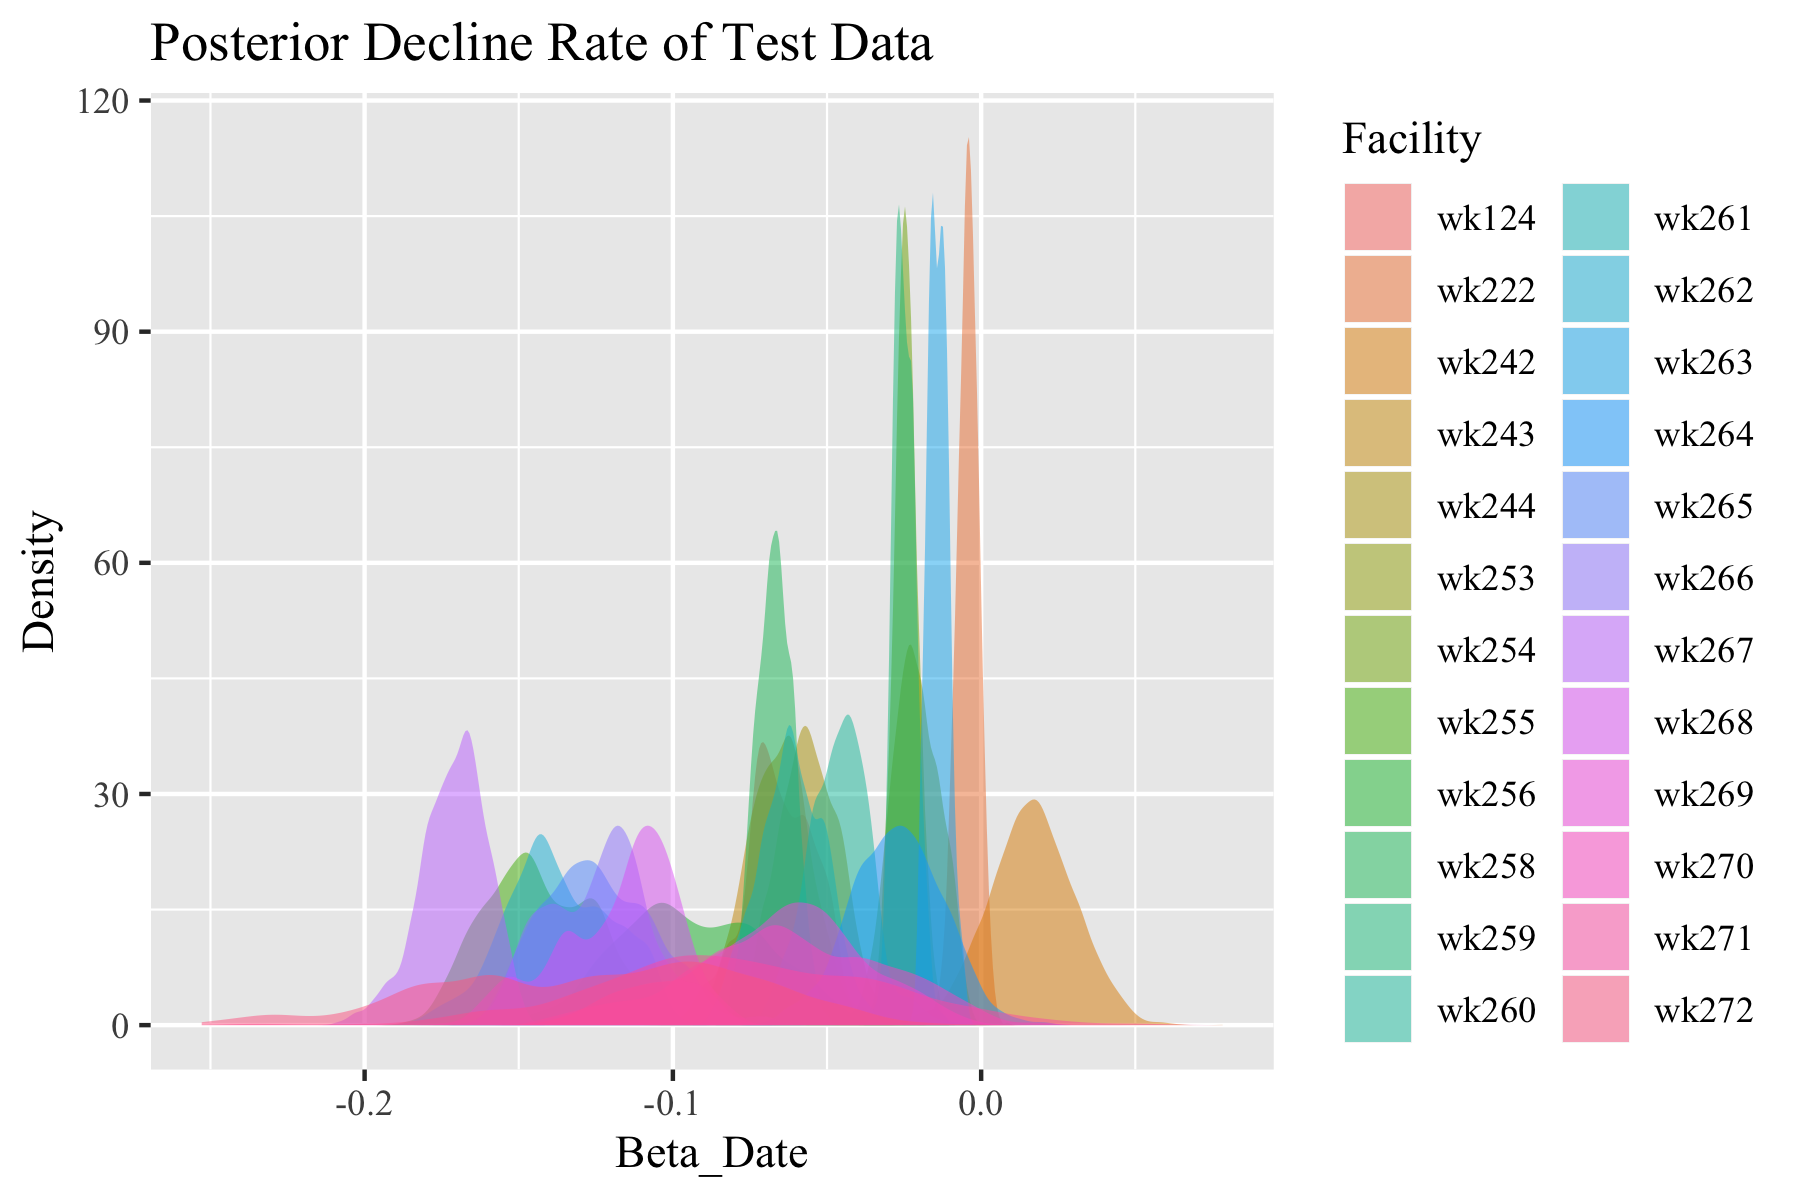 Posterior Decline Rate of Test Data
120
90
60
30
0
Density
-0.2
-0.1
0.0
Beta_Date
Facility
wk124
wk222
wk242
wk243
wk244
wk253
wk254
wk255
wk256
wk258
wk259
wk260
wk261
wk262
wk263
wk264
wk265
wk266
wk267
wk268
wk269
wk270
wk271
wk272